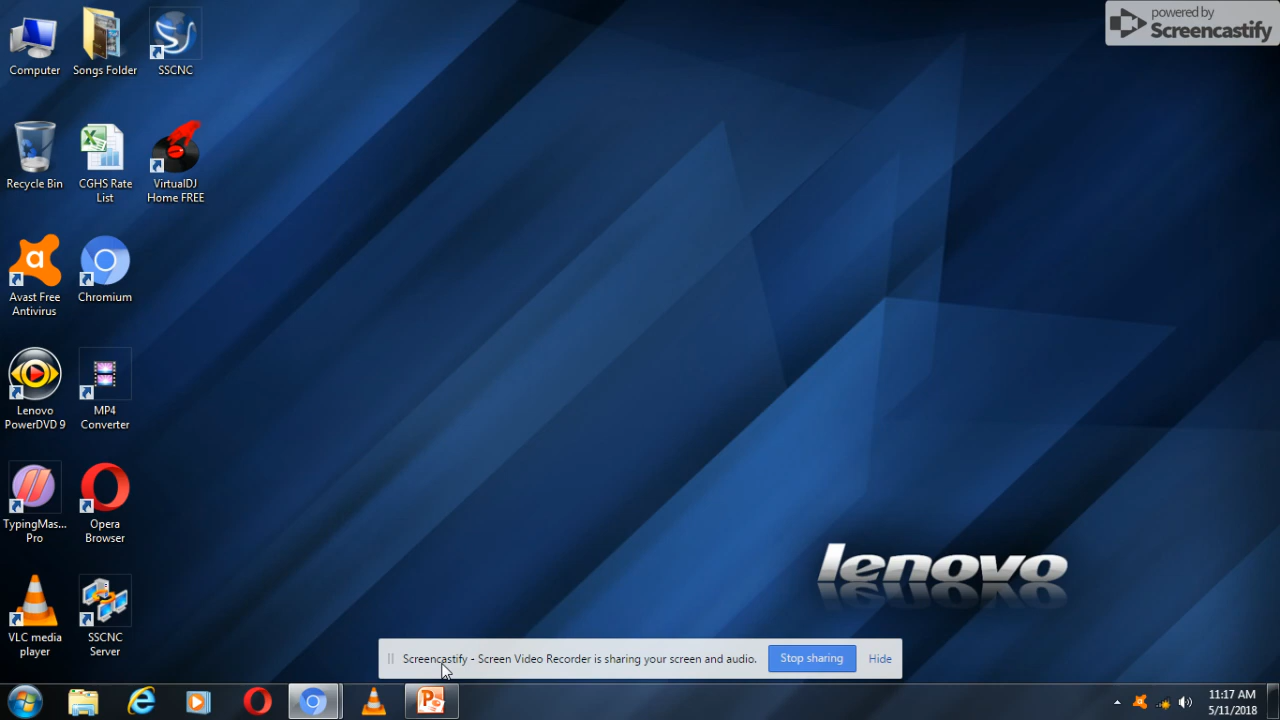 powered by
Screencastify
Computer
Songs Folder
SSCNC
Recycle Bin
CGHS Rate
List
VirtualDJ
Home FREE
Avast Free
Antivirus
Chromium
Lenovo
PowerDVD 9
MP4
Converter
TypingMas...
Pro
Opera
Browser
VLC media
player
SSCNC
Server
lenovo
Screencastify - Screen Video Recorder is sharing your screen and audio.
Stop sharing
Hide
11:17 AM
5/11/2018